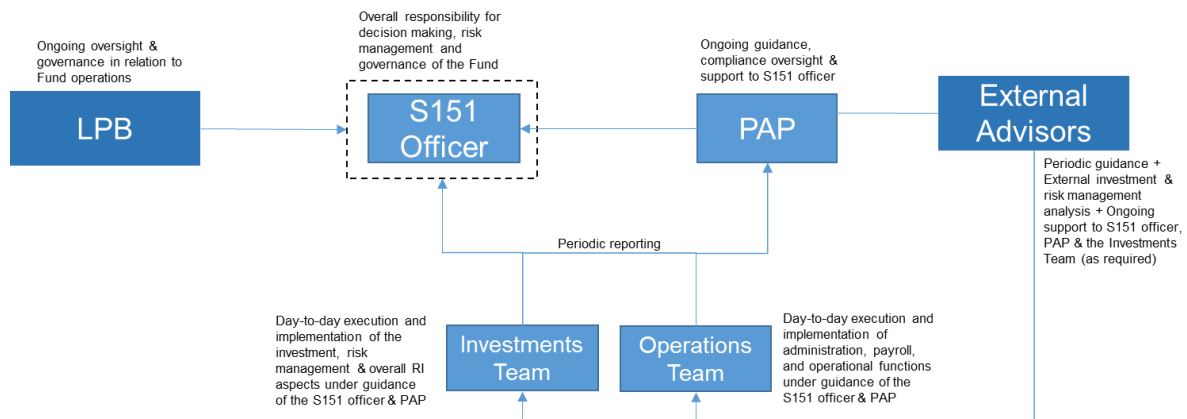 Overall responsibility for
decision making, risk
management and
governance of the Fund
Ongoing oversight &
governance in relation to
Fund operations
Ongoing guidance,
compliance oversight &
support to S151 officer
LPB
S151
Officer
PAP
External
Advisors
Periodic guidance +
External investment &
risk management
analysis + Ongoing
support to S151 officer,
PAP & the Investments
Team (as required)
Periodic reporting
Day-to-day execution and
implementation of the
investment, risk
management & overall RI
aspects under guidance
of the S151 officer & PAP
Investments
Team
Operations
Team
Day-to-day execution and
implementation of
administration, payroll,
and operational functions
under guidance of the
S151 officer & PAP